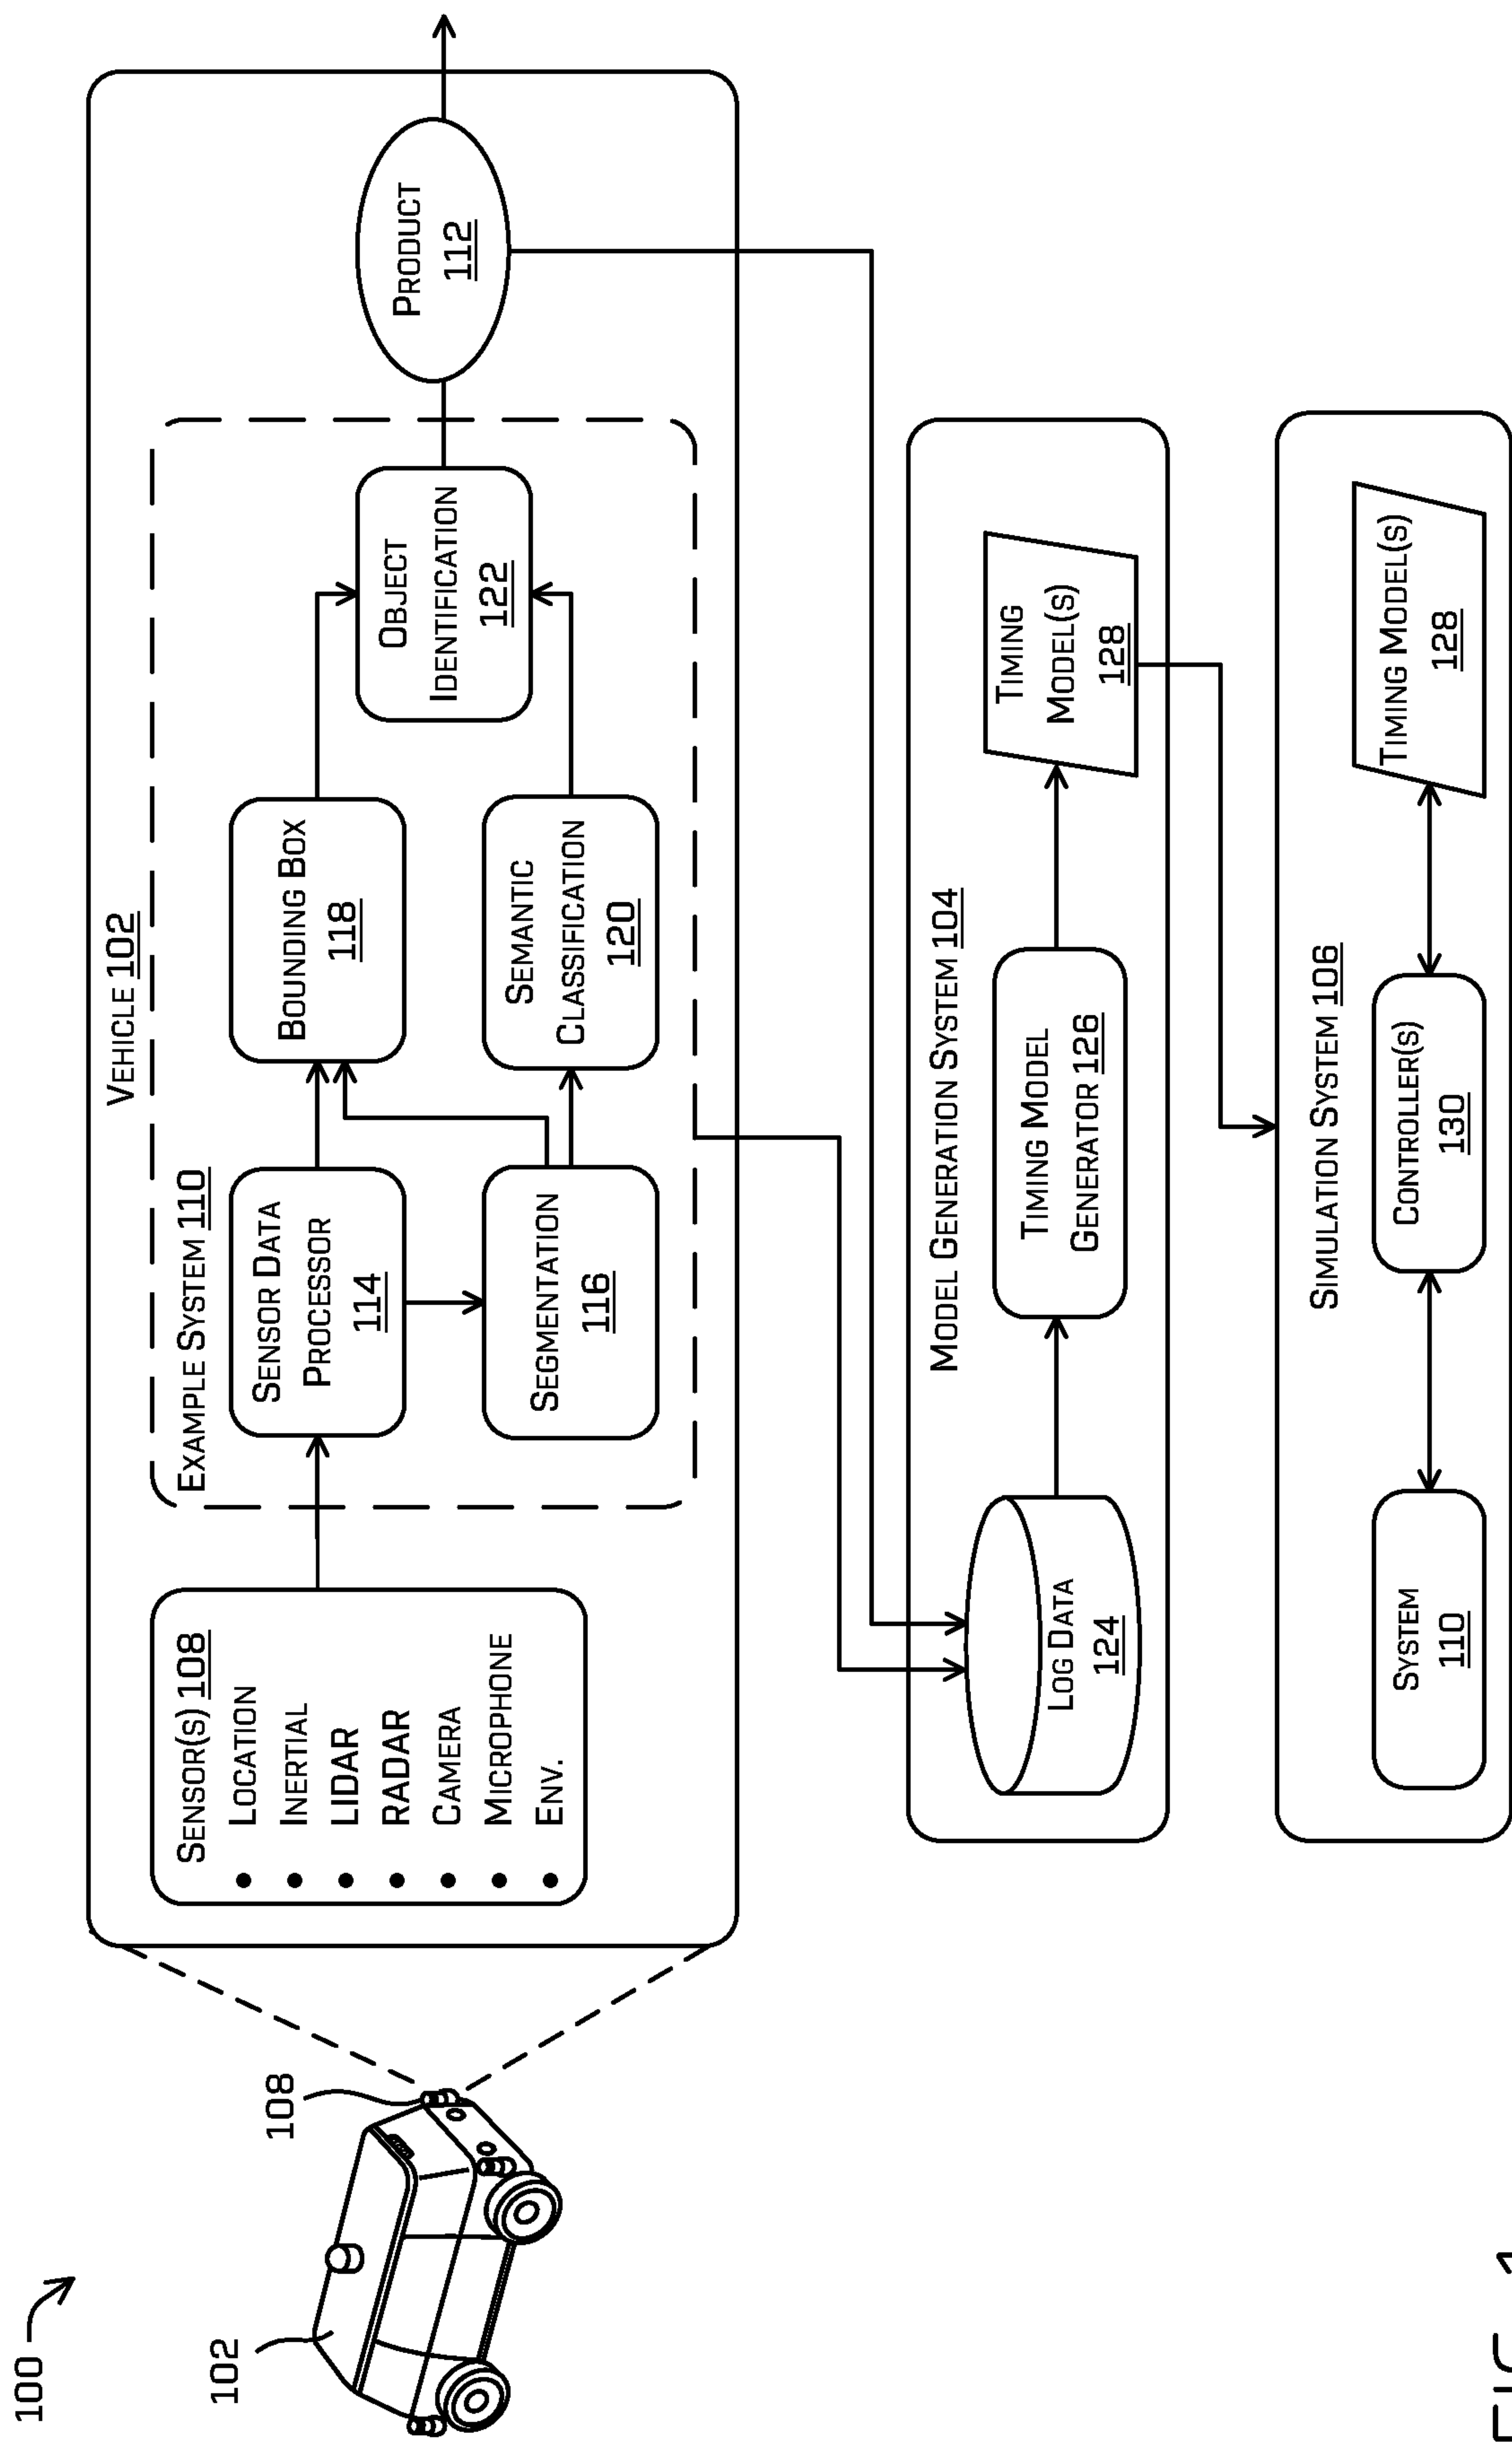 100
102
108
VEHICLE 102
SENSOR(S) 108
• LOCATION
• INERTIAL
• LIDAR
• RADAR
• CAMERA
• MICROPHONE
• ENV.
EXAMPLE SYSTEM 110
SENSOR DATA
PROCESSOR
114
SEGMENTATION
116
BOUNDING BOX
118
SEMANTIC
CLASSIFICATION
120
OBJECT
IDENTIFICATION
122
PRODUCT
112
MODEL GENERATION SYSTEM 104
LOG DATA
124
TIMING MODEL
GENERATOR 126
TIMING
MODEL(S)
128
SIMULATION SYSTEM 106
SYSTEM
110
CONTROLLER(S)
130
TIMING MODEL(S)
128